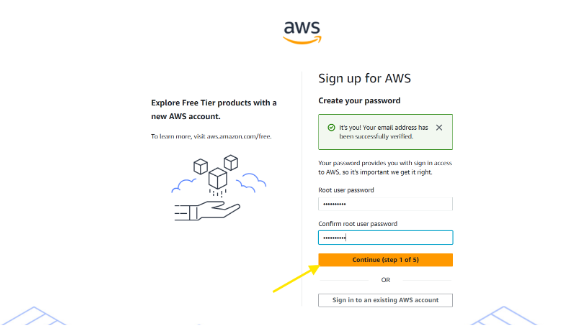 aws
Sign up for AWS
Explore Free Tier products with a
new AWS account.
To learn more, visit aws.amazon.com/free.
Create your password
It's you! Your email address has
been successfully verified.
Your password provides you with sign in access
to AWS, so it's important we get it right.
Root user password
••••••••••
Confirm root user password
••••••••••
Continue (step 1 of 5)
OR
Sign in to an existing AWS account